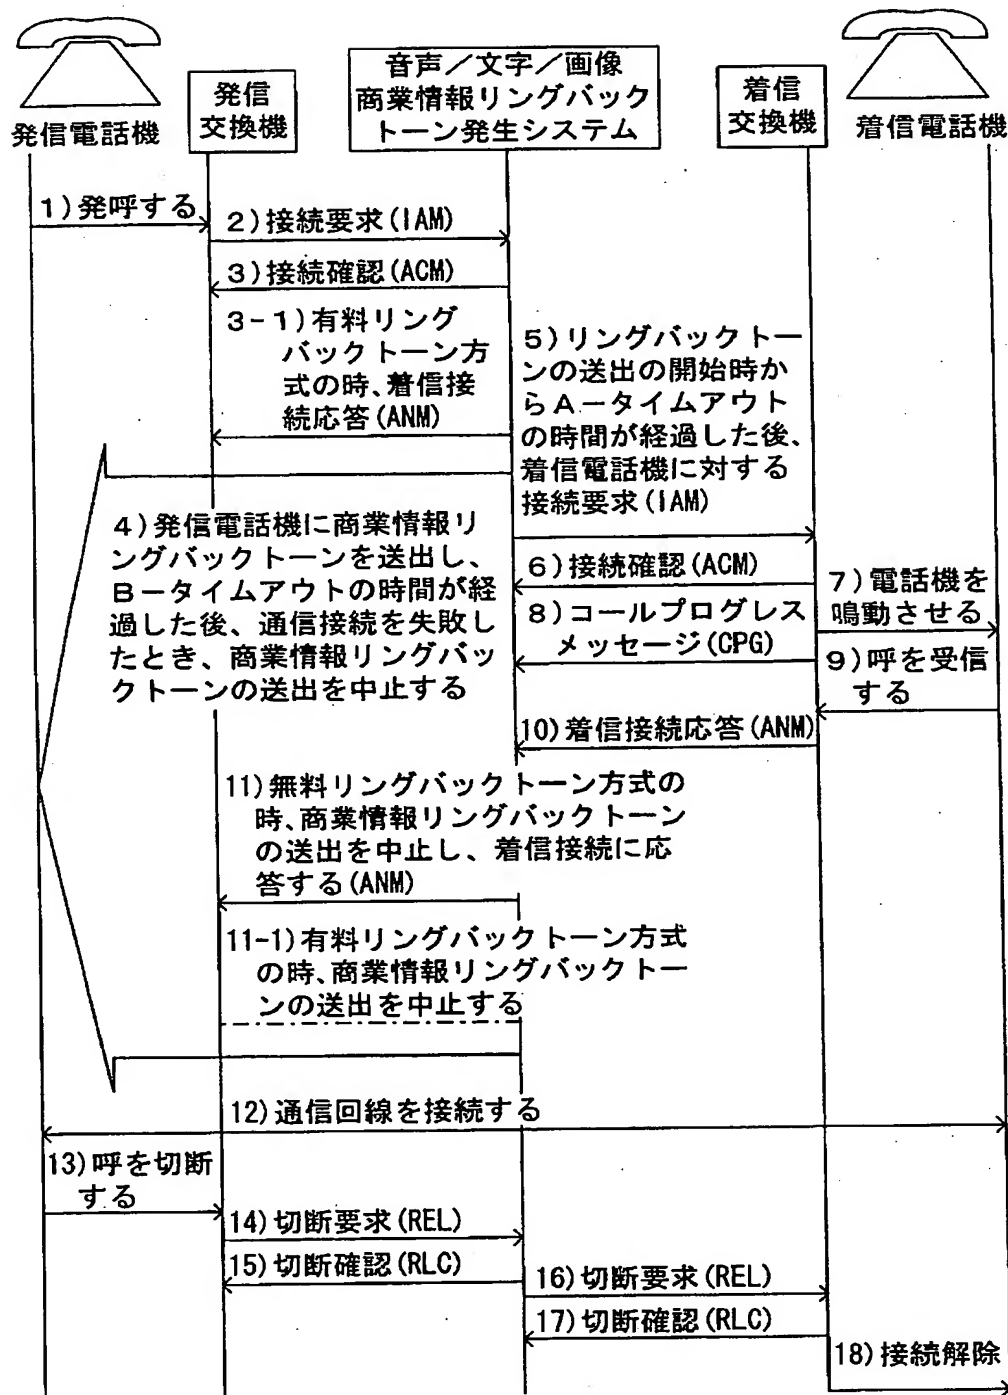 発信電話機
発信
交換機
音声／文字／画像
商業情報リングバック
トーン発生システム
着信
交換機
着信電話機
1)発呼する
2)接続要求(IAM)
3)接続確認(ACM)
3-1)有料リング
バックトーン方
式の時、着信接
続応答(ANM)
5)リングバックトー
ンの送出の開始時か
らA－タイムアウト
の時間が経過した後、
着信電話機に対する
接続要求(IAM)
4)発信電話機に商業情報リ
ングバックトーンを送出し、
B－タイムアウトの時間が経
過した後、通信接続を失敗し
たとき、商業情報リングバッ
クトーンの送出を中止する
6)接続確認(ACM)
7)電話機を
鳴動させる
8)コールプログレス
メッセージ(CPG)
9)呼を受信
する
10)着信接続応答(ANM)
11)無料リングバックトーン方式の
時、商業情報リングバックトーン
の送出を中止し、着信接続に応
答する(ANM)
11-1)有料リングバックトーン方式
の時、商業情報リングバックトー
ンの送出を中止する
12)通信回線を接続する
13)呼を切断
する
14)切断要求(REL)
15)切断確認(RLC)
16)切断要求(REL)
17)切断確認(RLC)
18)接続解除